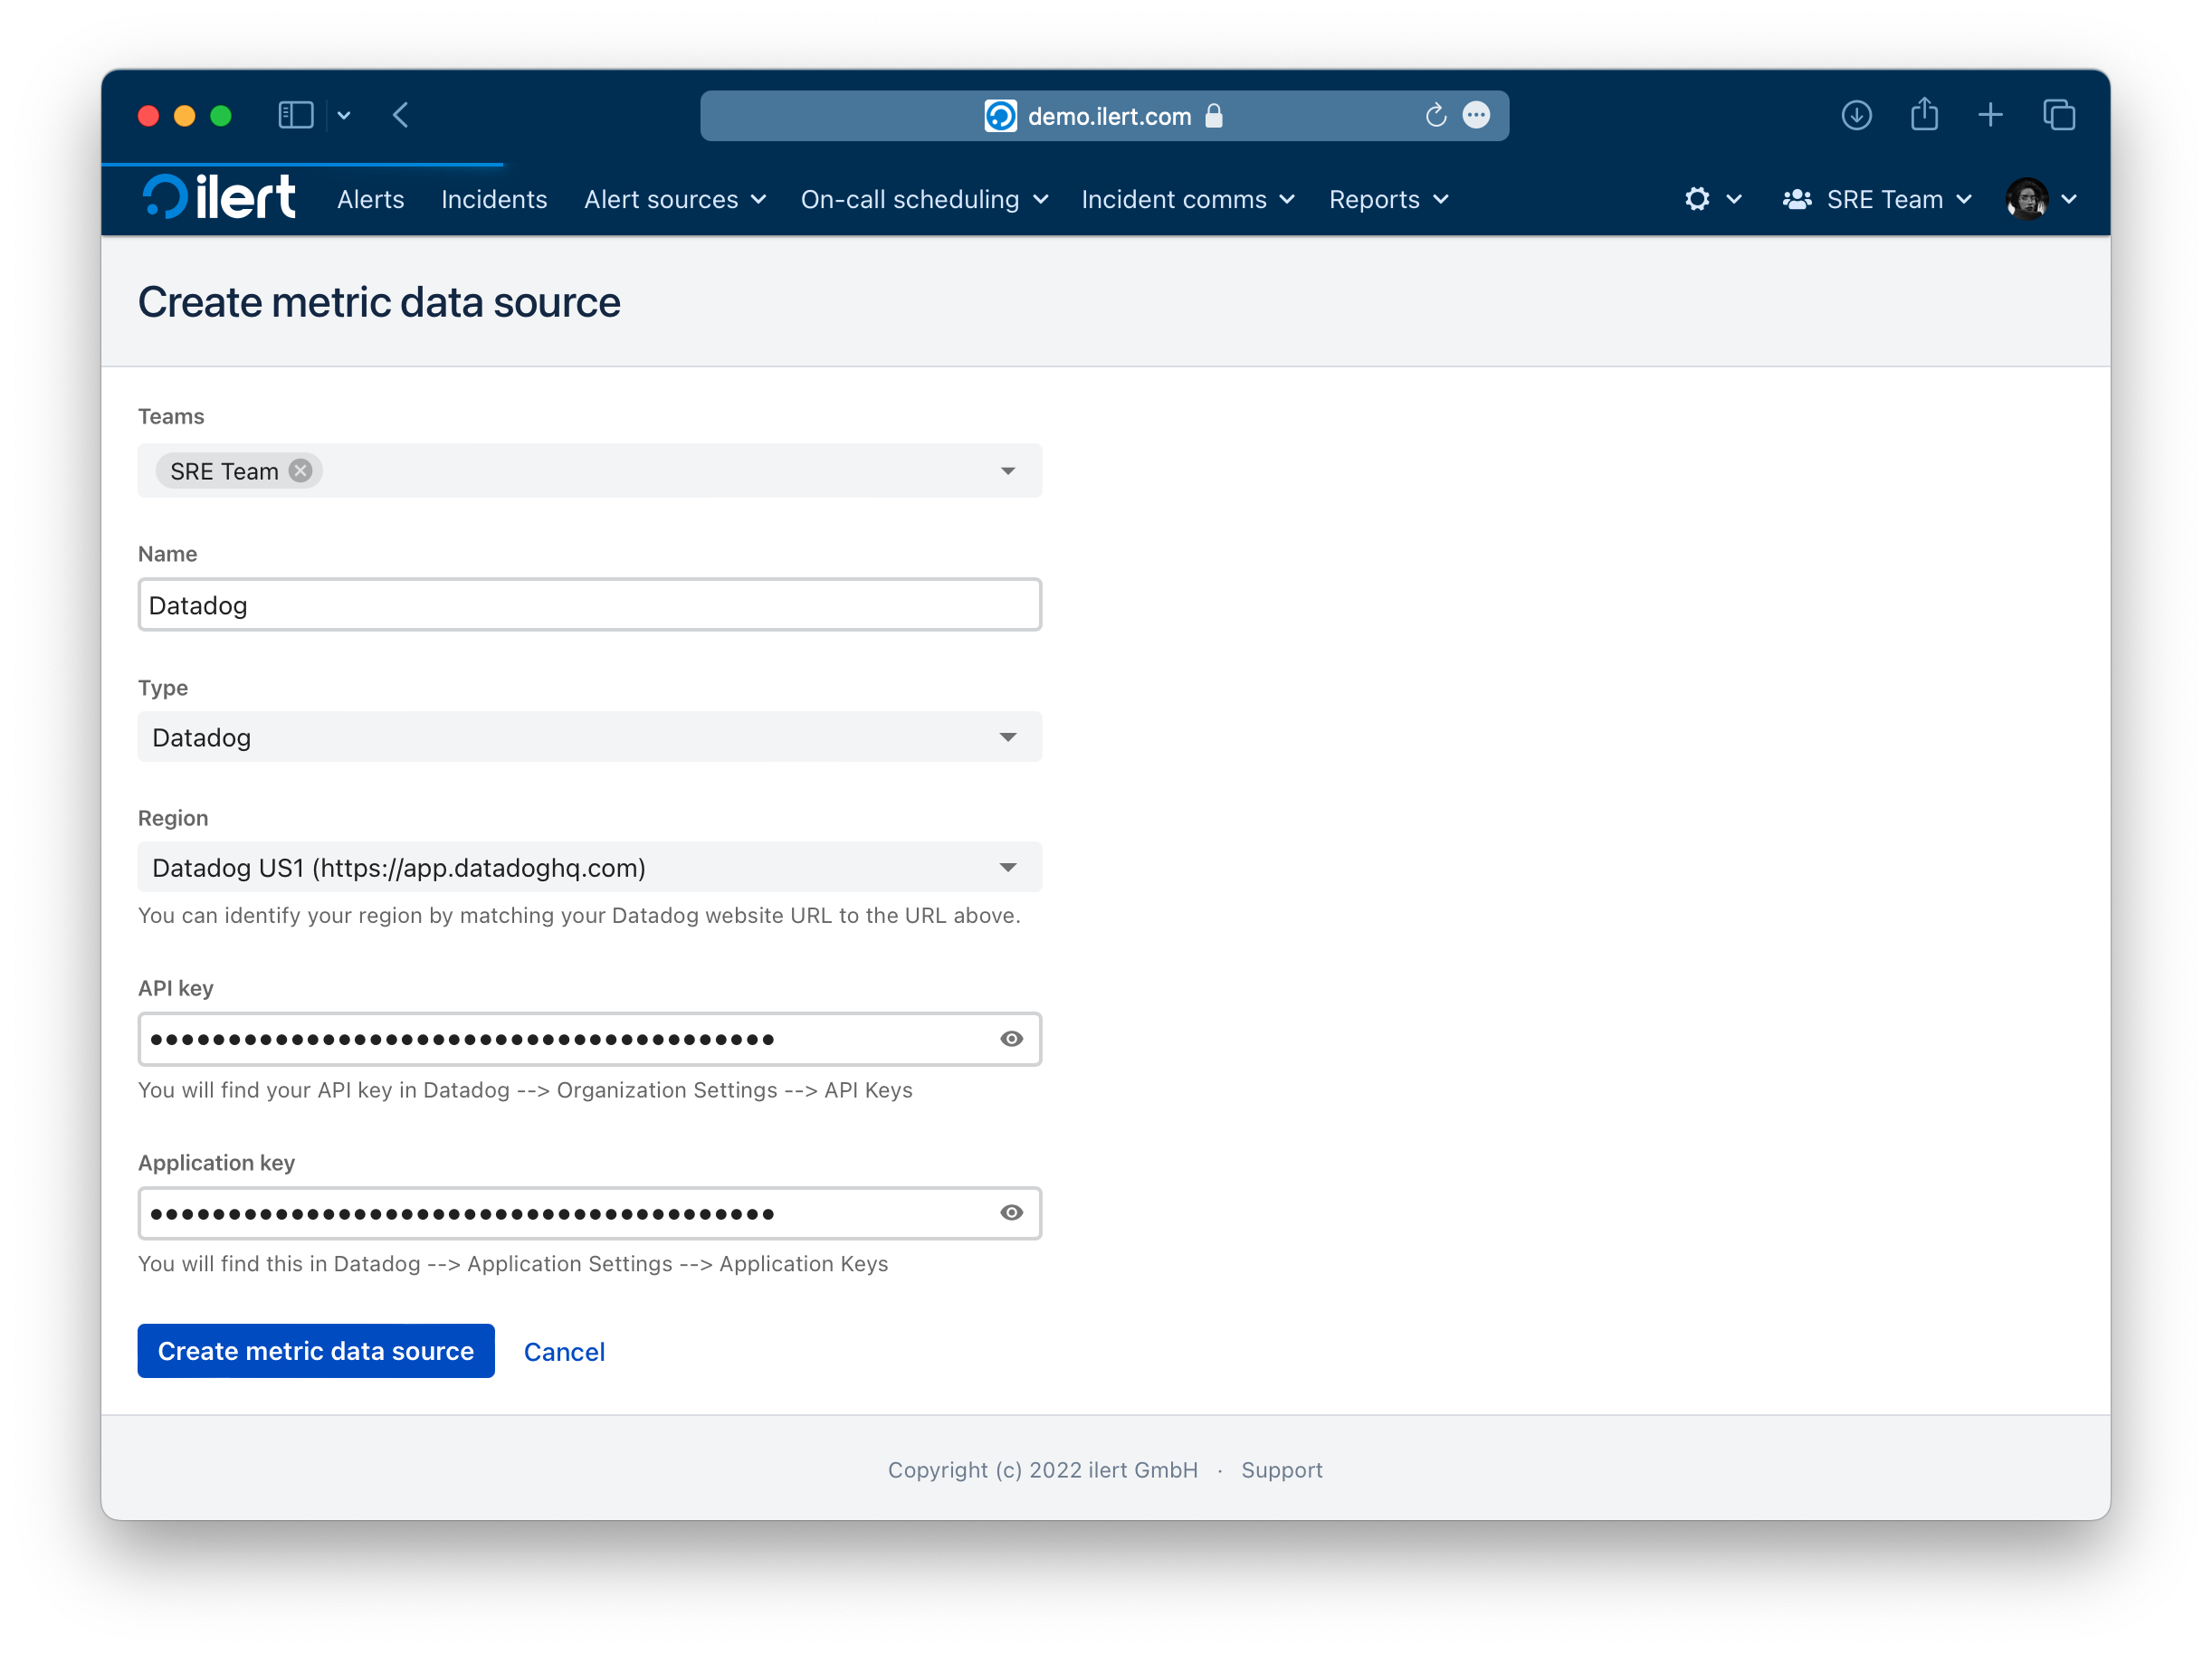 demo.ilert.com
ilert Alerts Incidents Alert sources On-call scheduling Incident comms Reports SRE Team
Create metric data source
Teams
SRE Team
Name
Datadog
Type
Datadog
Region
Datadog US1 (https://app.datadoghq.com)
You can identify your region by matching your Datadog website URL to the URL above.
API key
You will find your API key in Datadog --> Organization Settings --> API Keys
Application key
You will find this in Datadog --> Application Settings --> Application Keys
Create metric data source Cancel
Copyright (c) 2022 ilert GmbH · Support